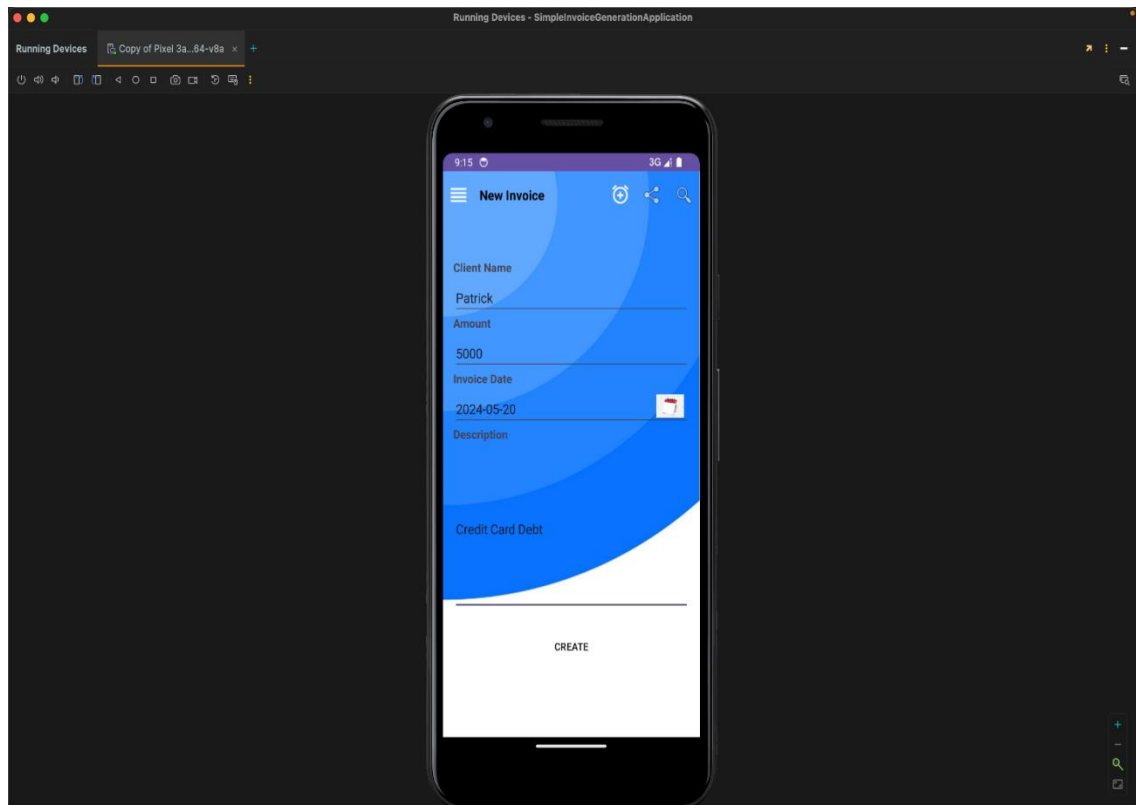 Running Devices - SimpleInvoiceGenerationApplication
Running Devices Copy of Pixel 3a...64-v8a × +
9:15 3G
New Invoice
Client Name
Patrick
Amount
5000
Invoice Date
2024-05-20
Description
Credit Card Debt
CREATE